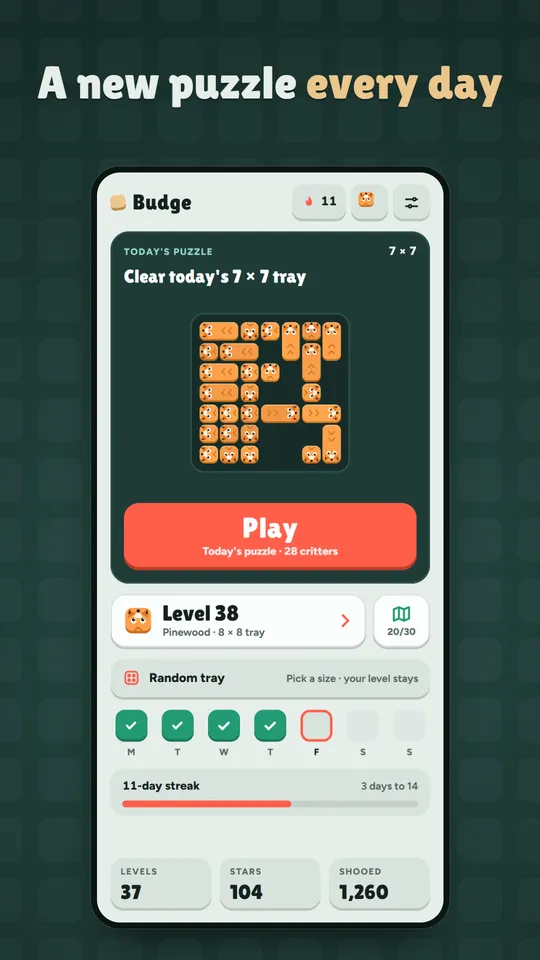 A new puzzle every day
Budge
11
TODAY'S PUZZLE
7 × 7
Clear today's 7 × 7 tray
Play
Today's puzzle · 28 critters
Level 38
Pinewood · 8 × 8 tray
20/30
Random tray
Pick a size · your level stays
M T W T F S S
11-day streak
3 days to 14
LEVELS
37
STARS
104
SHOOED
1,260